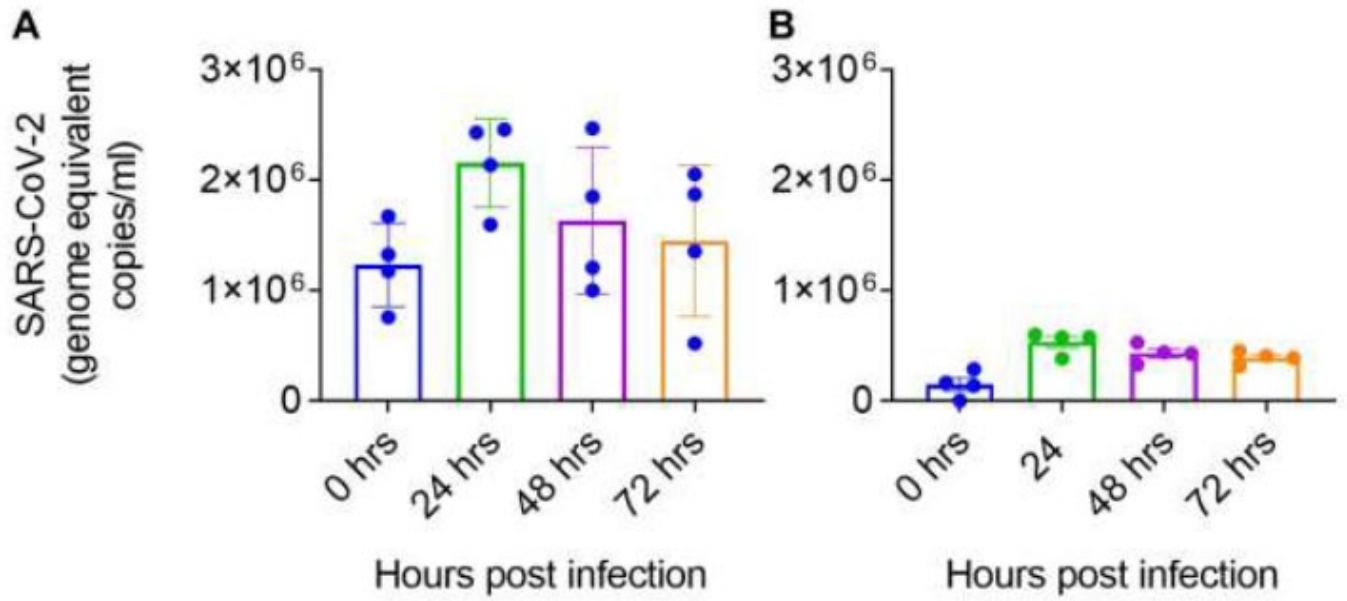 A
SARS-CoV-2
(genome equivalent
copies/ml)
3×10⁶
2×10⁶
1×10⁶
0
0 hrs
24 hrs
48 hrs
72 hrs
Hours post infection
B
3×10⁶
2×10⁶
1×10⁶
0
0 hrs
24
48 hrs
72 hrs
Hours post infection